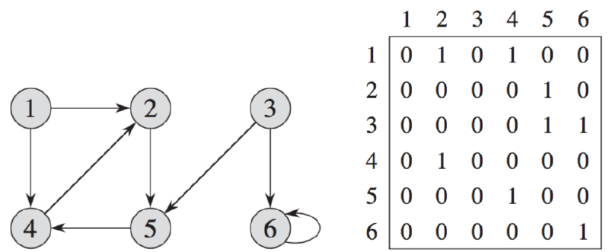 1 2 3
4 5 6
1 2 3 4 5 6
1 0 1 0 1 0 0
2 0 0 0 0 1 0
3 0 0 0 0 1 1
4 0 1 0 0 0 0
5 0 0 0 1 0 0
6 0 0 0 0 0 1